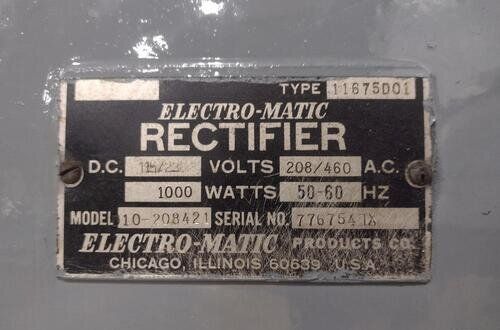 TYPE 11675D01
ELECTRO-MATIC
RECTIFIER
D.C. VOLTS 208/460 A.C.
1000 WATTS 50-60 HZ
MODEL 10-208421 SERIAL NO.
ELECTRO-MATIC PRODUCTS CO.
CHICAGO, ILLINOIS 60639 U.S.A.